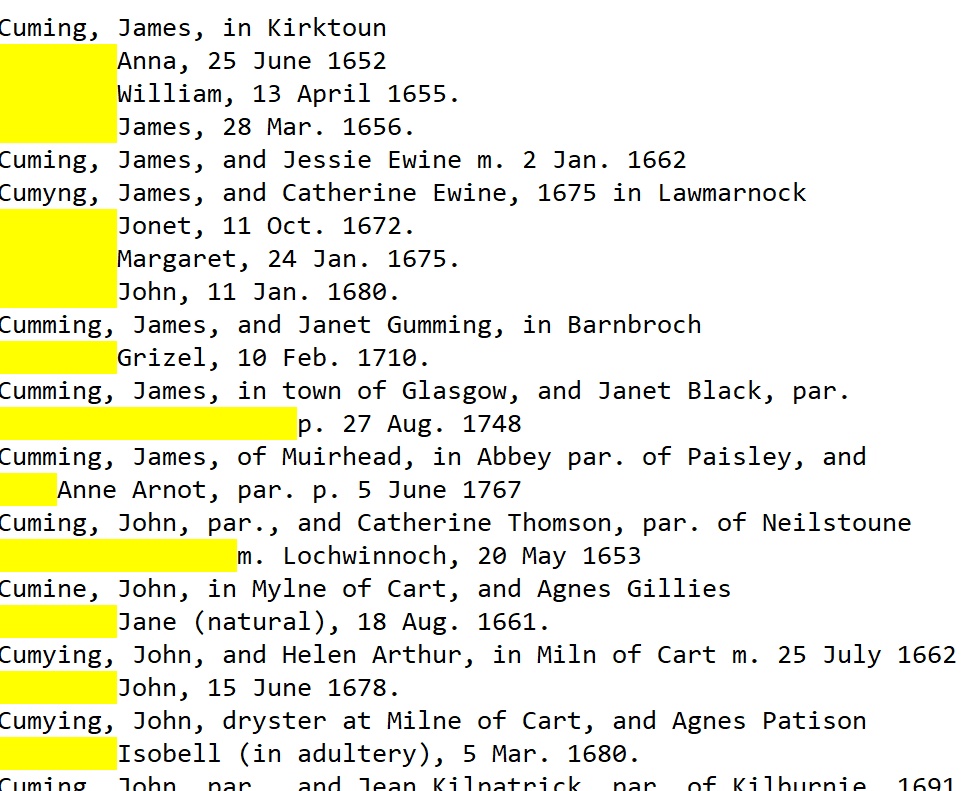 Cuming, James, in Kirktoun
Anna, 25 June 1652
William, 13 April 1655.
James, 28 Mar. 1656.
Cuming, James, and Jessie Ewine m. 2 Jan. 1662
Cumyng, James, and Catherine Ewine, 1675 in Lawmarnock
Jonet, 11 Oct. 1672.
Margaret, 24 Jan. 1675.
John, 11 Jan. 1680.
Cumming, James, and Janet Gumming, in Barnbroch
Grizel, 10 Feb. 1710.
Cumming, James, in town of Glasgow, and Janet Black, par.
p. 27 Aug. 1748
Cumming, James, of Muirhead, in Abbey par. of Paisley, and
Anne Arnot, par. p. 5 June 1767
Cuming, John, par., and Catherine Thomson, par. of Neilstoune
m. Lochwinnoch, 20 May 1653
Cumine, John, in Mylne of Cart, and Agnes Gillies
Jane (natural), 18 Aug. 1661.
Cumying, John, and Helen Arthur, in Miln of Cart m. 25 July 1662
John, 15 June 1678.
Cumying, John, dryster at Milne of Cart, and Agnes Patison
Isobell (in adultery), 5 Mar. 1680.
Cuming, John, par., and Jean Kilpatrick, par. of Kilburnie, 1691